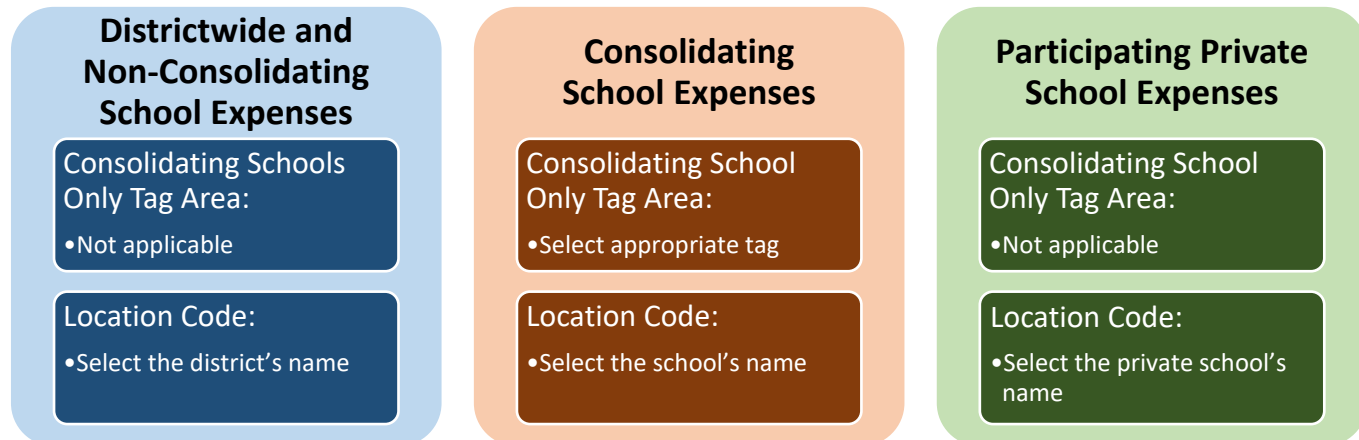 Districtwide and
Non-Consolidating
School Expenses
Consolidating Schools
Only Tag Area:
•Not applicable
Location Code:
•Select the district’s name
Consolidating
School Expenses
Consolidating School
Only Tag Area:
•Select appropriate tag
Location Code:
•Select the school’s name
Participating Private
School Expenses
Consolidating School
Only Tag Area:
•Not applicable
Location Code:
•Select the private school’s
name